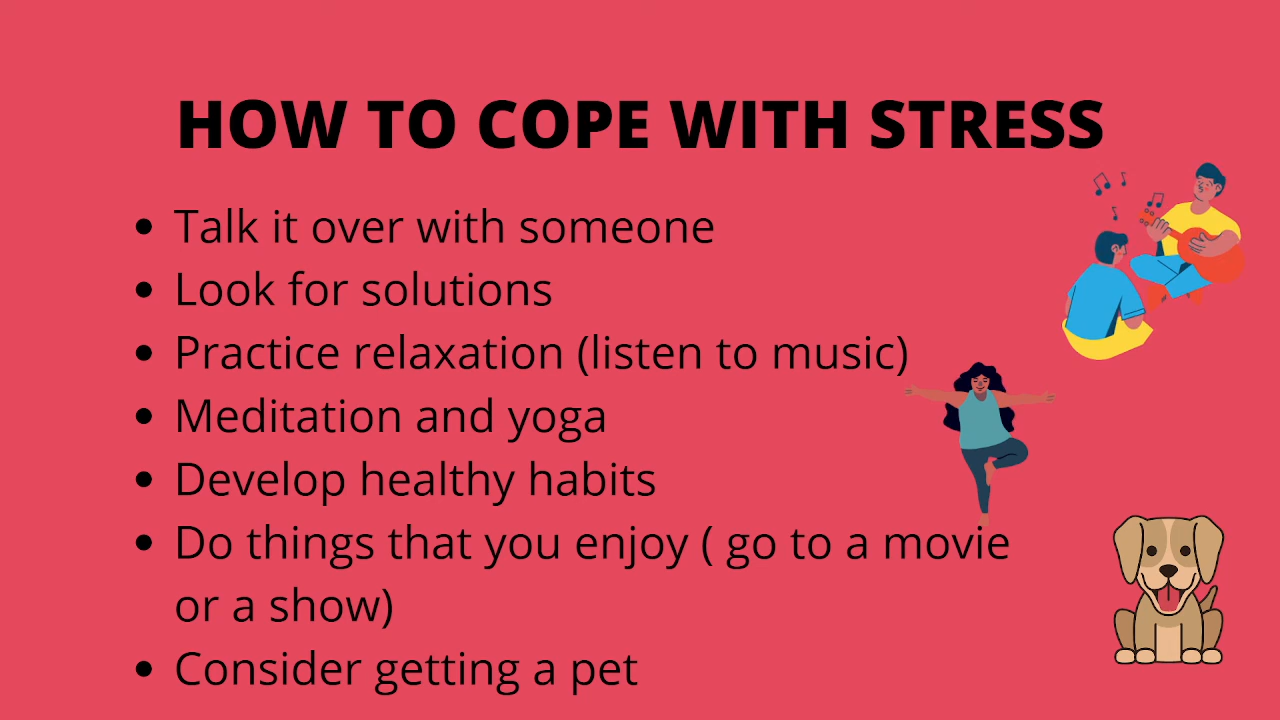 HOW TO COPE WITH STRESS
• Talk it over with someone
• Look for solutions
• Practice relaxation (listen to music)
• Meditation and yoga
• Develop healthy habits
• Do things that you enjoy ( go to a movie
or a show)
• Consider getting a pet